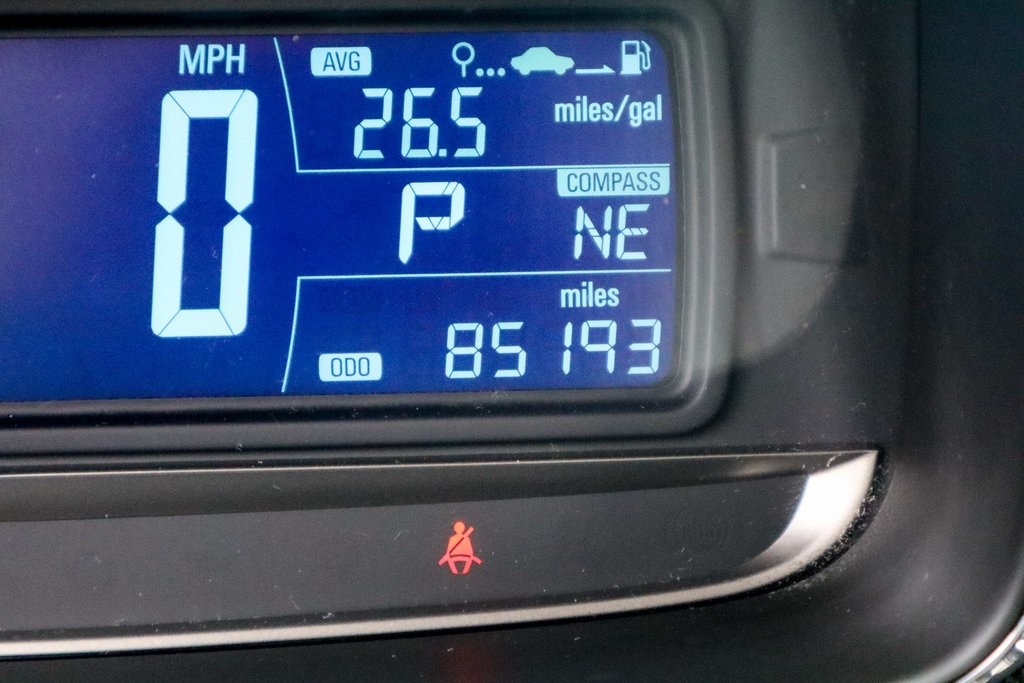 MPH
0
AVG
26.5
miles/gal
P
COMPASS
NE
miles
ODO
85193